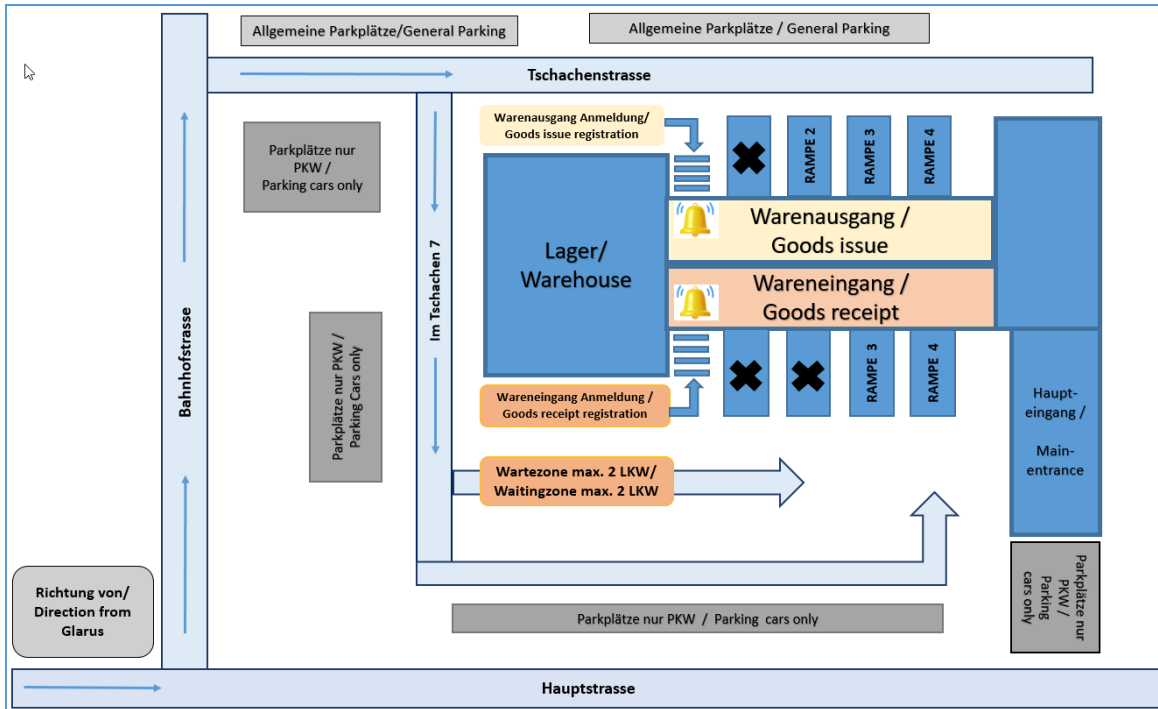 Allgemeine Parkplätze/General Parking
Allgemeine Parkplätze / General Parking
Tschachenstrasse
Warenausgang Anmeldung/
Goods issue registration
Parkplätze nur
PKW /
Parking cars only
RAMPE 2
RAMPE 3
RAMPE 4
Warenausgang /
Goods issue
Lager/
Warehouse
Wareneingang /
Goods receipt
Bahnhofstrasse
Im Tschachen 7
Parkplätze nur PKW /
Parking Cars only
RAMPE 3
RAMPE 4
Wareneingang Anmeldung /
Goods receipt registration
Haupt-
eingang /
Main-
entrance
Wartezone max. 2 LKW/
Waitingzone max. 2 LKW
Richtung von/
Direction from
Glarus
Parkplätze nur PKW / Parking cars only
Parkplätze nur
PKW /
Parking
cars only
Hauptstrasse